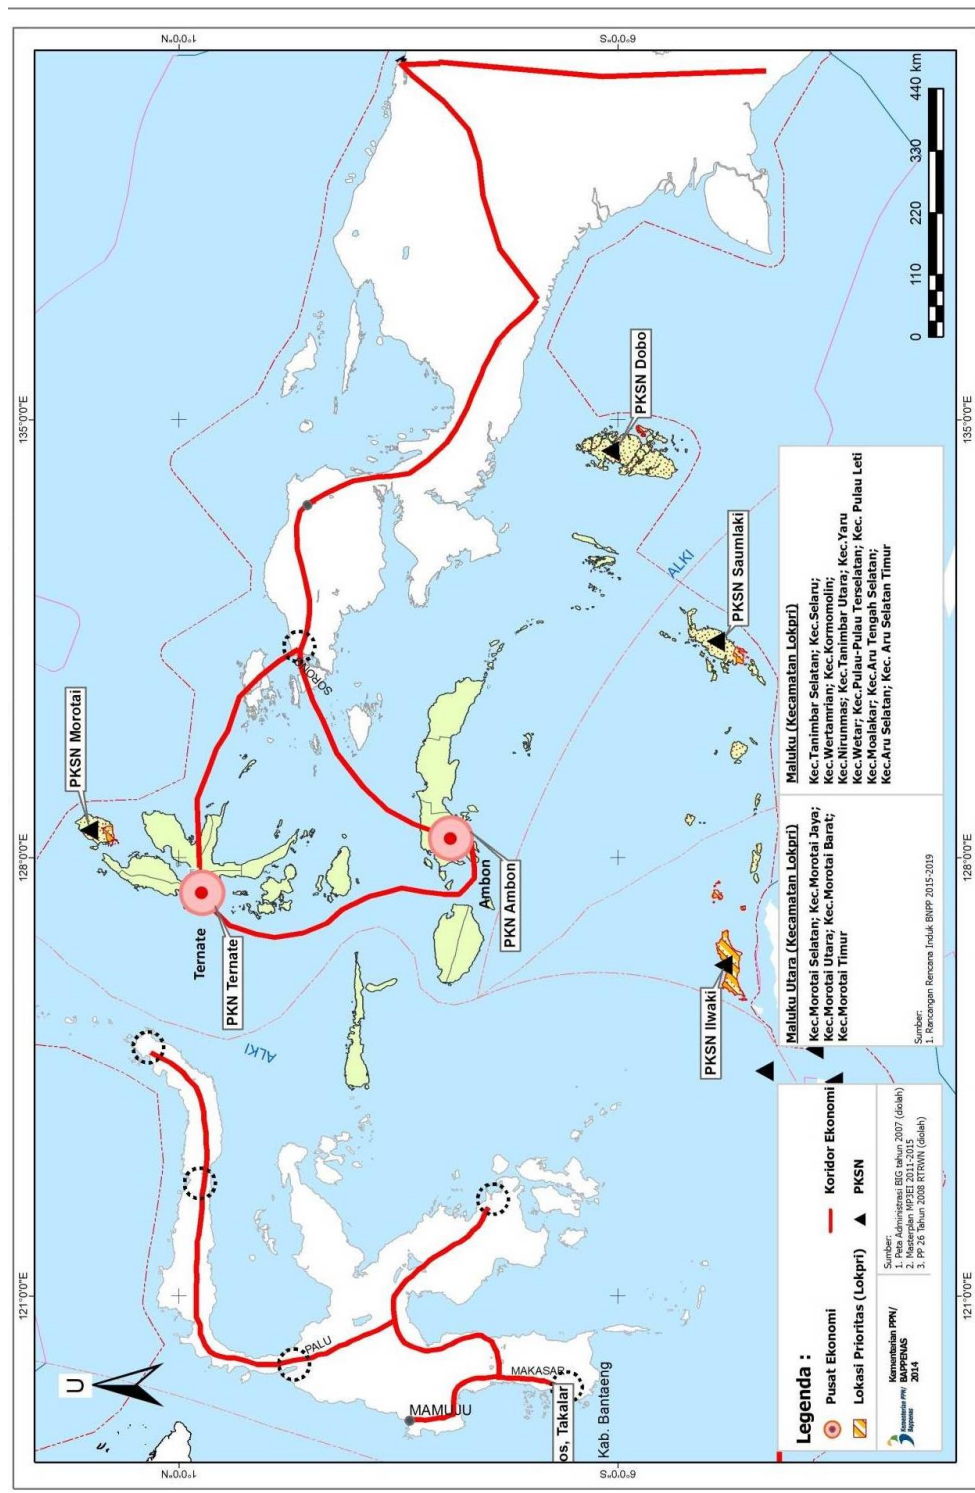 1°0'0"N
6°0'0"S
121°0'0"E
128°0'0"E
135°0'0"E
U
PKSN Morotai
Ternate
PKN Ternate
ALKI
SORONG
Ambon
PKN Ambon
PALU
MAMUJU
MAKASAR
os, Takalar
Kab. Bantaeng
PKSN Ilwaki
PKSN Saumlaki
ALKI
PKSN Dobo
1°0'0"N
6°0'0"S
121°0'0"E
128°0'0"E
135°0'0"E
0 110 220 330 440 km
Legenda :
Pusat Ekonomi
Koridor Ekonomi
Lokasi Prioritas (Lokpri)
PKSN
Kementerian PPN/
Bappenas
Kementrian PPN/
BAPPENAS
2014
Sumber:
1. Peta Administrasi BIG tahun 2007 (diolah)
2. Masterplan MP3EI 2011-2015
3. PP 26 Tahun 2008 RTRWN (diolah)
Maluku Utara (Kecamatan Lokpri)
Kec.Morotai Selatan; Kec.Morotai Jaya;
Kec.Morotai Utara; Kec.Morotai Barat;
Kec.Morotai Timur
Sumber:
1. Rancangan Rencana Induk BNPP 2015-2019
Maluku (Kecamatan Lokpri)
Kec.Tanimbar Selatan; Kec.Selaru;
Kec.Wertamrian; Kec.Kormomolin;
Kec.Nirunmas; Kec.Tanimbar Utara; Kec.Yaru
Kec.Wetar; Kec.Pulau-Pulau Terselatan; Kec. Pulau Leti
Kec.Moalakar; Kec.Aru Tengah Selatan;
Kec.Aru Selatan; Kec. Aru Selatan Timur